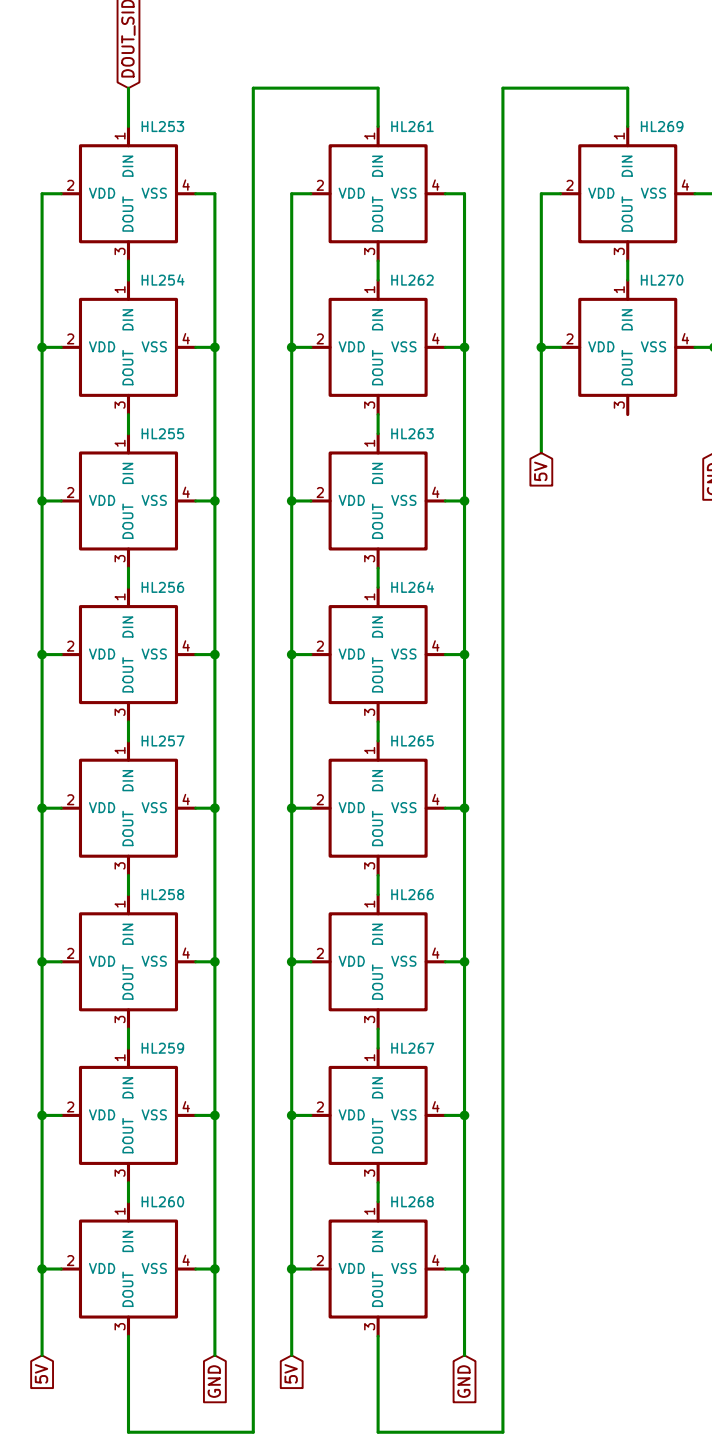 DOUT_SID
HL253
1
DIN
2 VDD VSS 4
DOUT
3
HL254
1
DIN
2 VDD VSS 4
DOUT
3
HL255
1
DIN
2 VDD VSS 4
DOUT
3
HL256
1
DIN
2 VDD VSS 4
DOUT
3
HL257
1
DIN
2 VDD VSS 4
DOUT
3
HL258
1
DIN
2 VDD VSS 4
DOUT
3
HL259
1
DIN
2 VDD VSS 4
DOUT
3
HL260
1
DIN
2 VDD VSS 4
DOUT
3
5V
GND
HL261
1
DIN
2 VDD VSS 4
DOUT
3
HL262
1
DIN
2 VDD VSS 4
DOUT
3
HL263
1
DIN
2 VDD VSS 4
DOUT
3
HL264
1
DIN
2 VDD VSS 4
DOUT
3
HL265
1
DIN
2 VDD VSS 4
DOUT
3
HL266
1
DIN
2 VDD VSS 4
DOUT
3
HL267
1
DIN
2 VDD VSS 4
DOUT
3
HL268
1
DIN
2 VDD VSS 4
DOUT
3
5V
GND
HL269
1
DIN
2 VDD VSS 4
DOUT
3
HL270
1
DIN
2 VDD VSS 4
DOUT
3
5V
GND